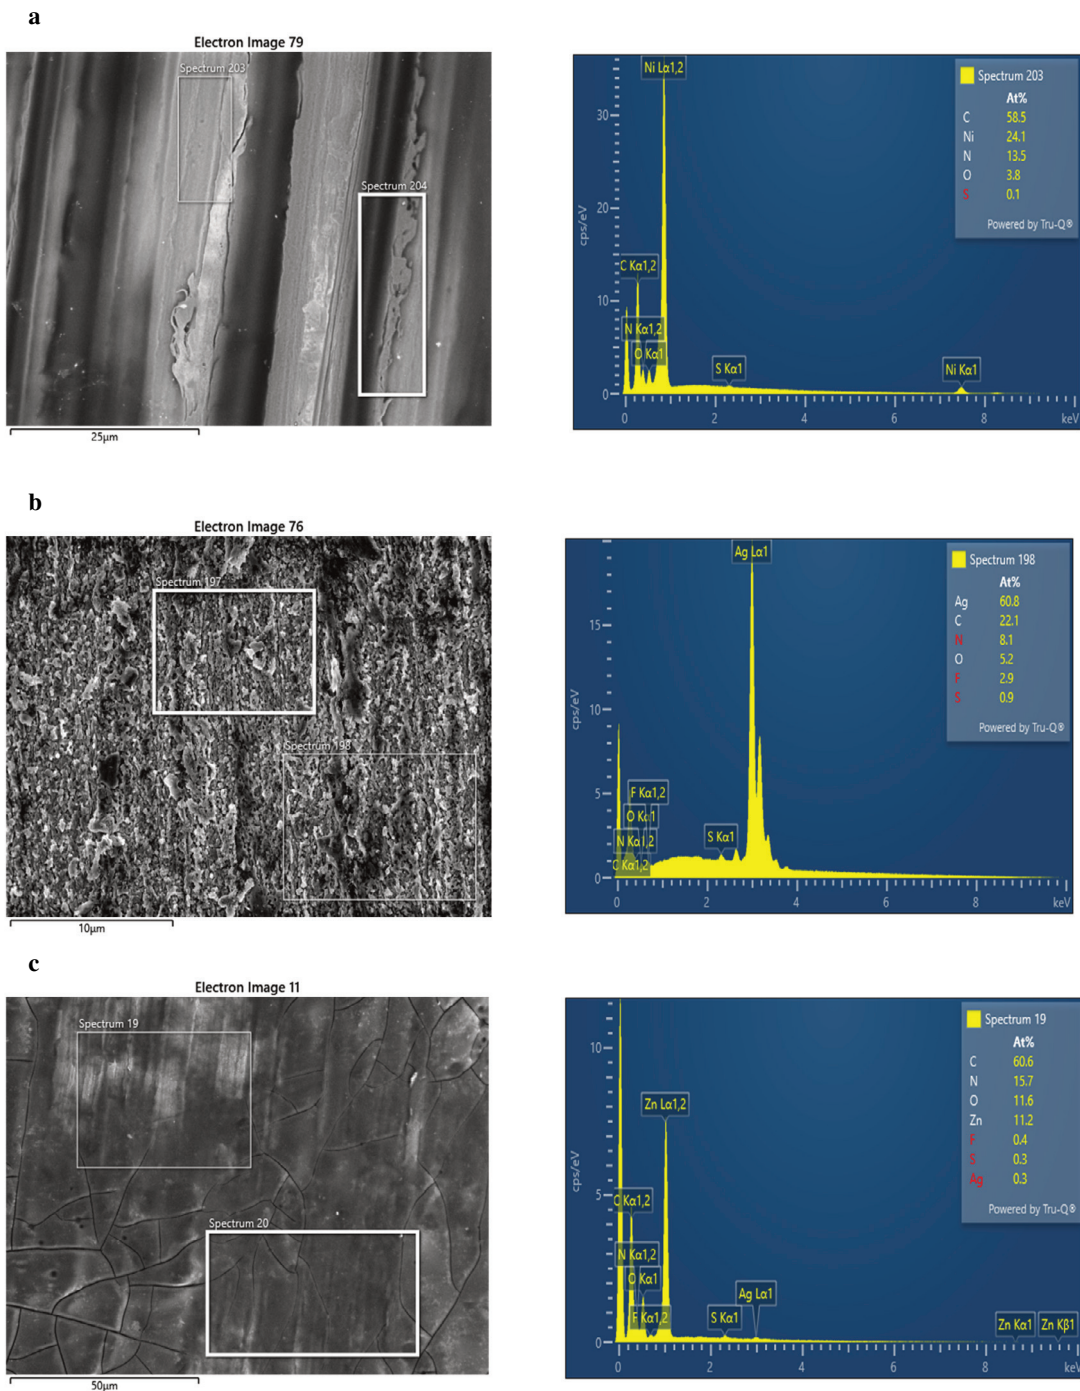 a
Electron Image 79
Spectrum 203
Spectrum 204
25µm
cps/eV
30
20
10
0
Ni Lα1,2
C Kα1,2
N Kα1,2
O Kα1
S Kα1
Ni Kα1
0 2 4 6 8 keV
Spectrum 203
At%
C 58.5
Ni 24.1
N 13.5
O 3.8
S 0.1
Powered by Tru-Q®
b
Electron Image 76
Spectrum 197
Spectrum 198
10µm
cps/eV
15
10
5
0
Ag Lα1
F Kα1,2
O Kα1
N Kα1,2
C Kα1,2
S Kα1
0 2 4 6 8 keV
Spectrum 198
At%
Ag 60.8
C 22.1
N 8.1
O 5.2
F 2.9
S 0.9
Powered by Tru-Q®
c
Electron Image 11
Spectrum 19
Spectrum 20
50µm
cps/eV
10
5
0
Zn Lα1,2
C Kα1,2
N Kα1,2
O Kα1
F Kα1,2
S Kα1
Ag Lα1
Zn Kα1
Zn Kβ1
0 2 4 6 8 keV
Spectrum 19
At%
C 60.6
N 15.7
O 11.6
Zn 11.2
F 0.4
S 0.3
Ag 0.3
Powered by Tru-Q®